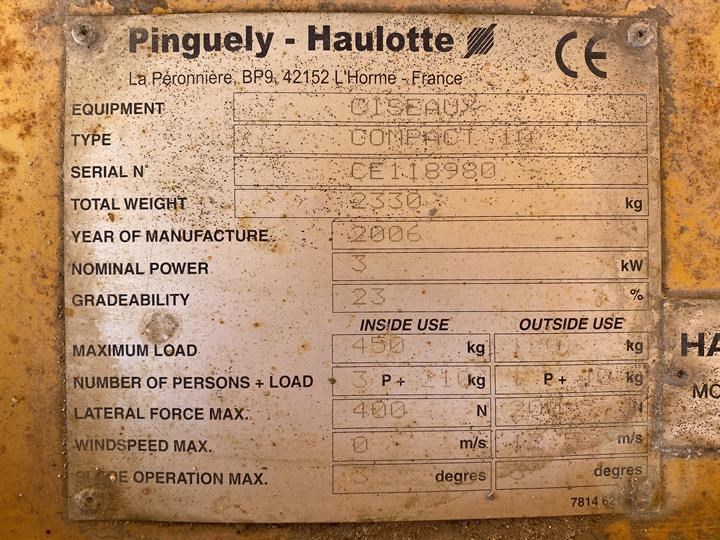 Pinguely - Haulotte
CE
La Péronnière, BP9, 42152 L'Horme - France
EQUIPMENT CISEAUX
TYPE COMPACT 10
SERIAL N° CE118980
TOTAL WEIGHT 2330 kg
YEAR OF MANUFACTURE 2006
NOMINAL POWER 3 kW
GRADEABILITY 23 %
INSIDE USE OUTSIDE USE
MAXIMUM LOAD 450 kg kg
NUMBER OF PERSONS + LOAD 3 P + 210 kg P + kg
LATERAL FORCE MAX. 400 N N
WINDSPEED MAX. 0 m/s m/s
OPERATION MAX. degres degres
7814
HA
MO